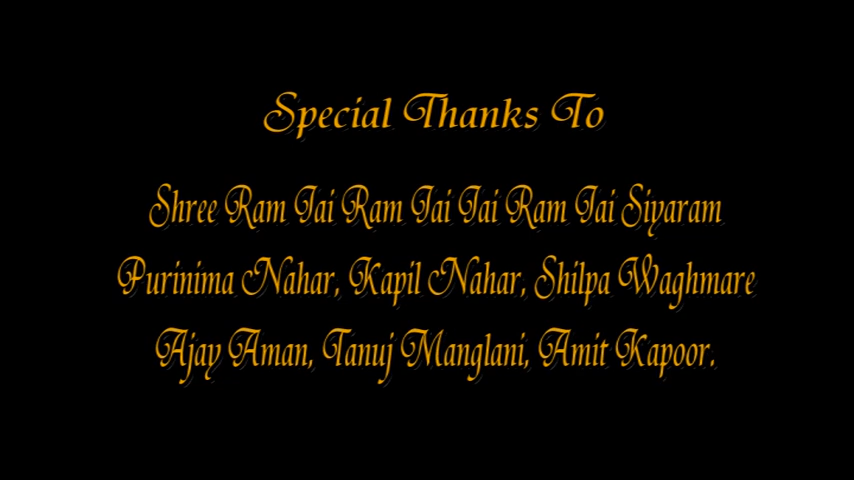 Special Thanks To
Shree Ram Jai Ram Jai Jai Ram Jai Siyaram
Purinima Nahar, Kapil Nahar, Shilpa Waghmare
Ajay Aman, Tanuj Manglani, Amit Kapoor.